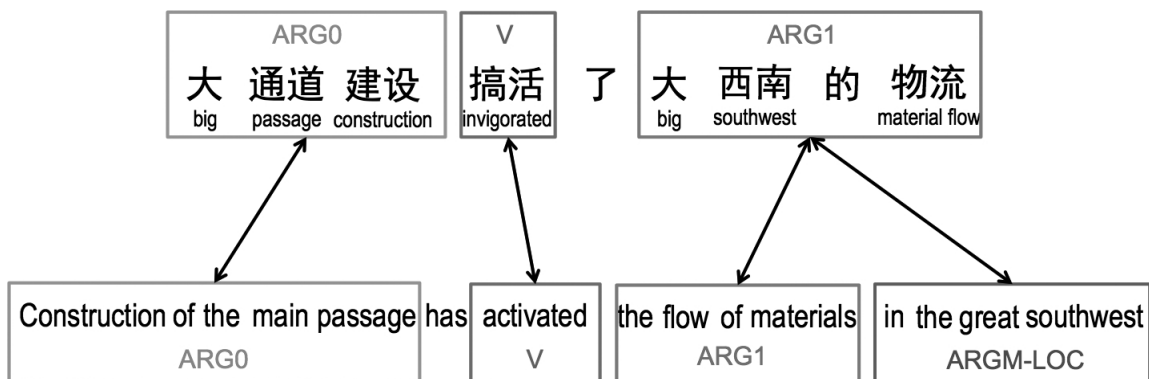 ARG0 V ARG1
大 通道 建设 搞活 了 大 西南 的 物流
big passage construction invigorated big southwest material flow
Construction of the main passage has activated the flow of materials in the great southwest
ARG0 V ARG1 ARGM-LOC